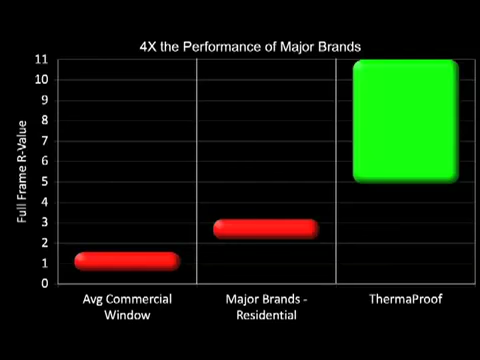 4X the Performance of Major Brands
Full Frame R-Value
11
10
9
8
7
6
5
4
3
2
1
0
Avg Commercial
Window
Major Brands -
Residential
ThermaProof